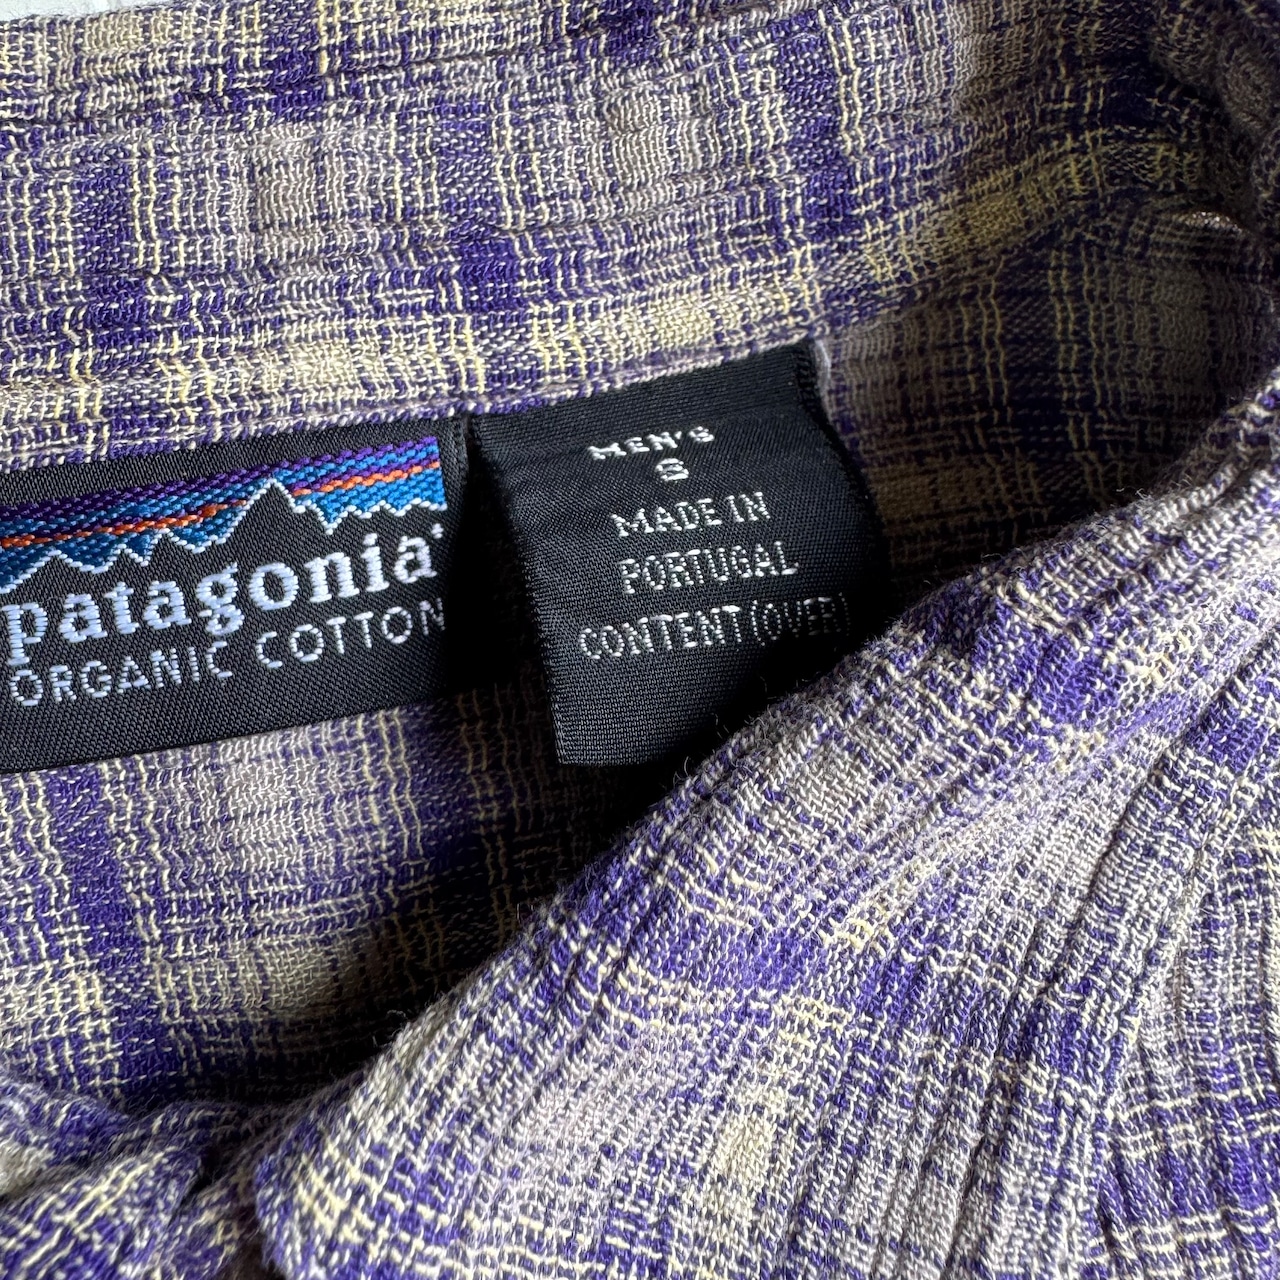 patagonia®
ORGANIC COTTON
MEN'S
S
MADE IN
PORTUGAL
CONTENT (OVER)